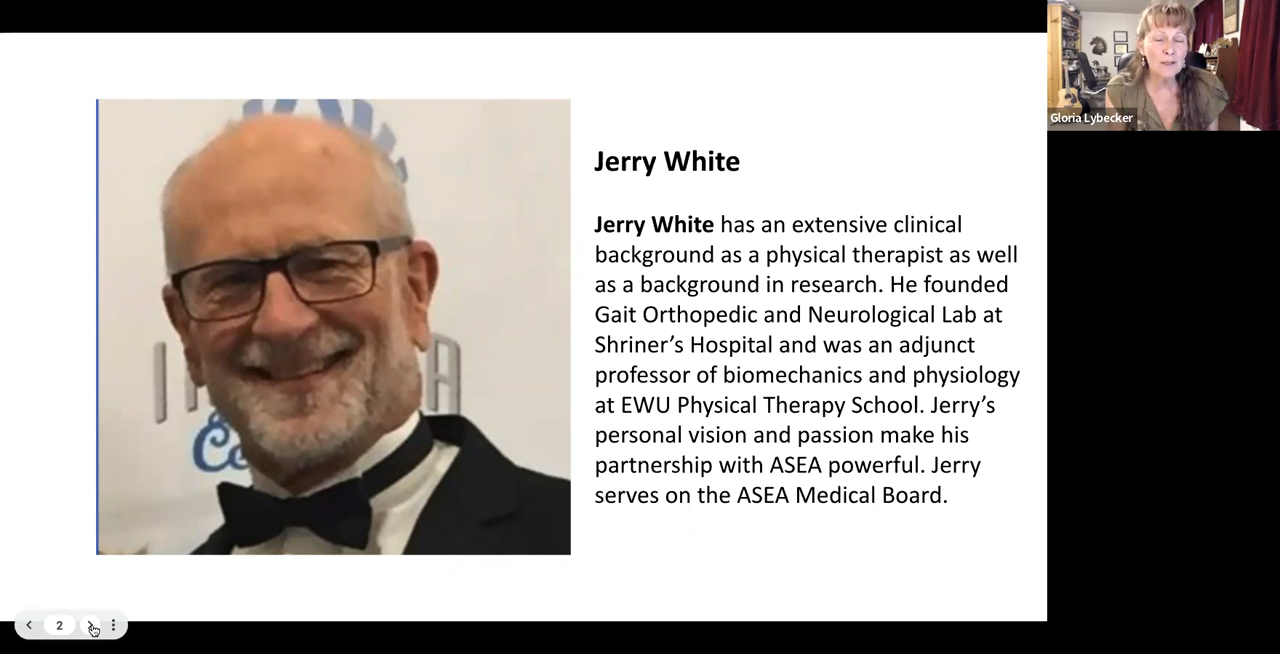 Jerry White
Jerry White has an extensive clinical
background as a physical therapist as well
as a background in research. He founded
Gait Orthopedic and Neurological Lab at
Shriner’s Hospital and was an adjunct
professor of biomechanics and physiology
at EWU Physical Therapy School. Jerry’s
personal vision and passion make his
partnership with ASEA powerful. Jerry
serves on the ASEA Medical Board.
Gloria Lybecker
2